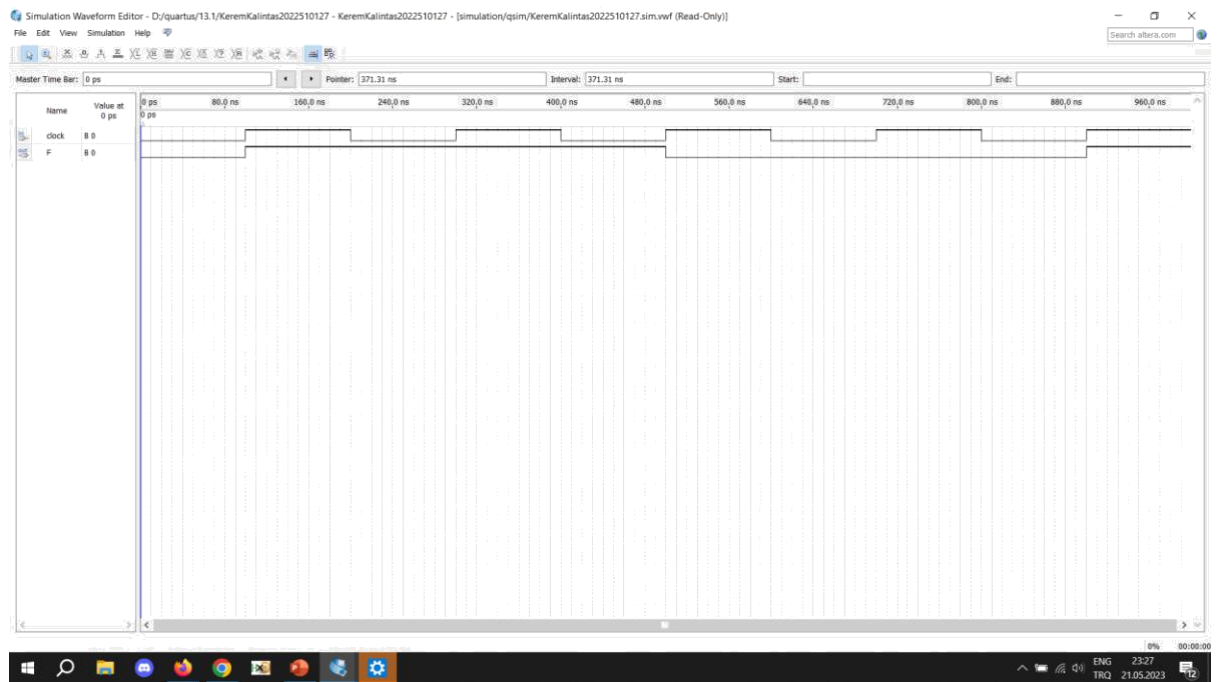 Simulation Waveform Editor - D:/quartus/13.1/KeremKalintas2022510127 - KeremKalintas2022510127 - [simulation/qsim/KeremKalintas2022510127.sim.vwf (Read-Only)]
File Edit View Simulation Help Search altera.com
Master Time Bar: 0 ps Pointer: 371.31 ns Interval: 371.31 ns Start: End:
Name Value at 0 ps
0 ps 80,0 ns 160,0 ns 240,0 ns 320,0 ns 400,0 ns 480,0 ns 560,0 ns 640,0 ns 720,0 ns 800,0 ns 880,0 ns 960,0 ns
0 ps
clock B 0
F B 0
0% 00:00:00
ENG 23:27
TRQ 21.05.2023
12